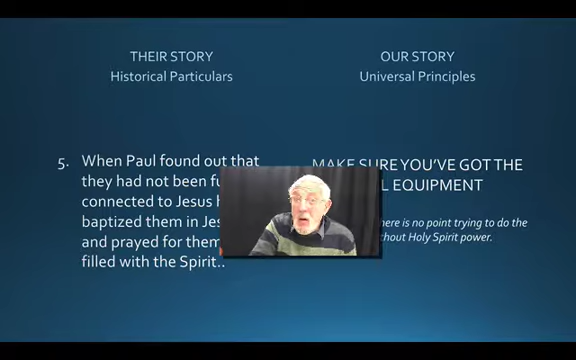 THEIR STORY
Historical Particulars
OUR STORY
Universal Principles
5. When Paul found out that
they had not been fu
connected to Jesus h
baptized them in Jes
and prayed for them
filled with the Spirit..
MAKE SURE YOU'VE GOT THE
L EQUIPMENT
here is no point trying to do the
hout Holy Spirit power.